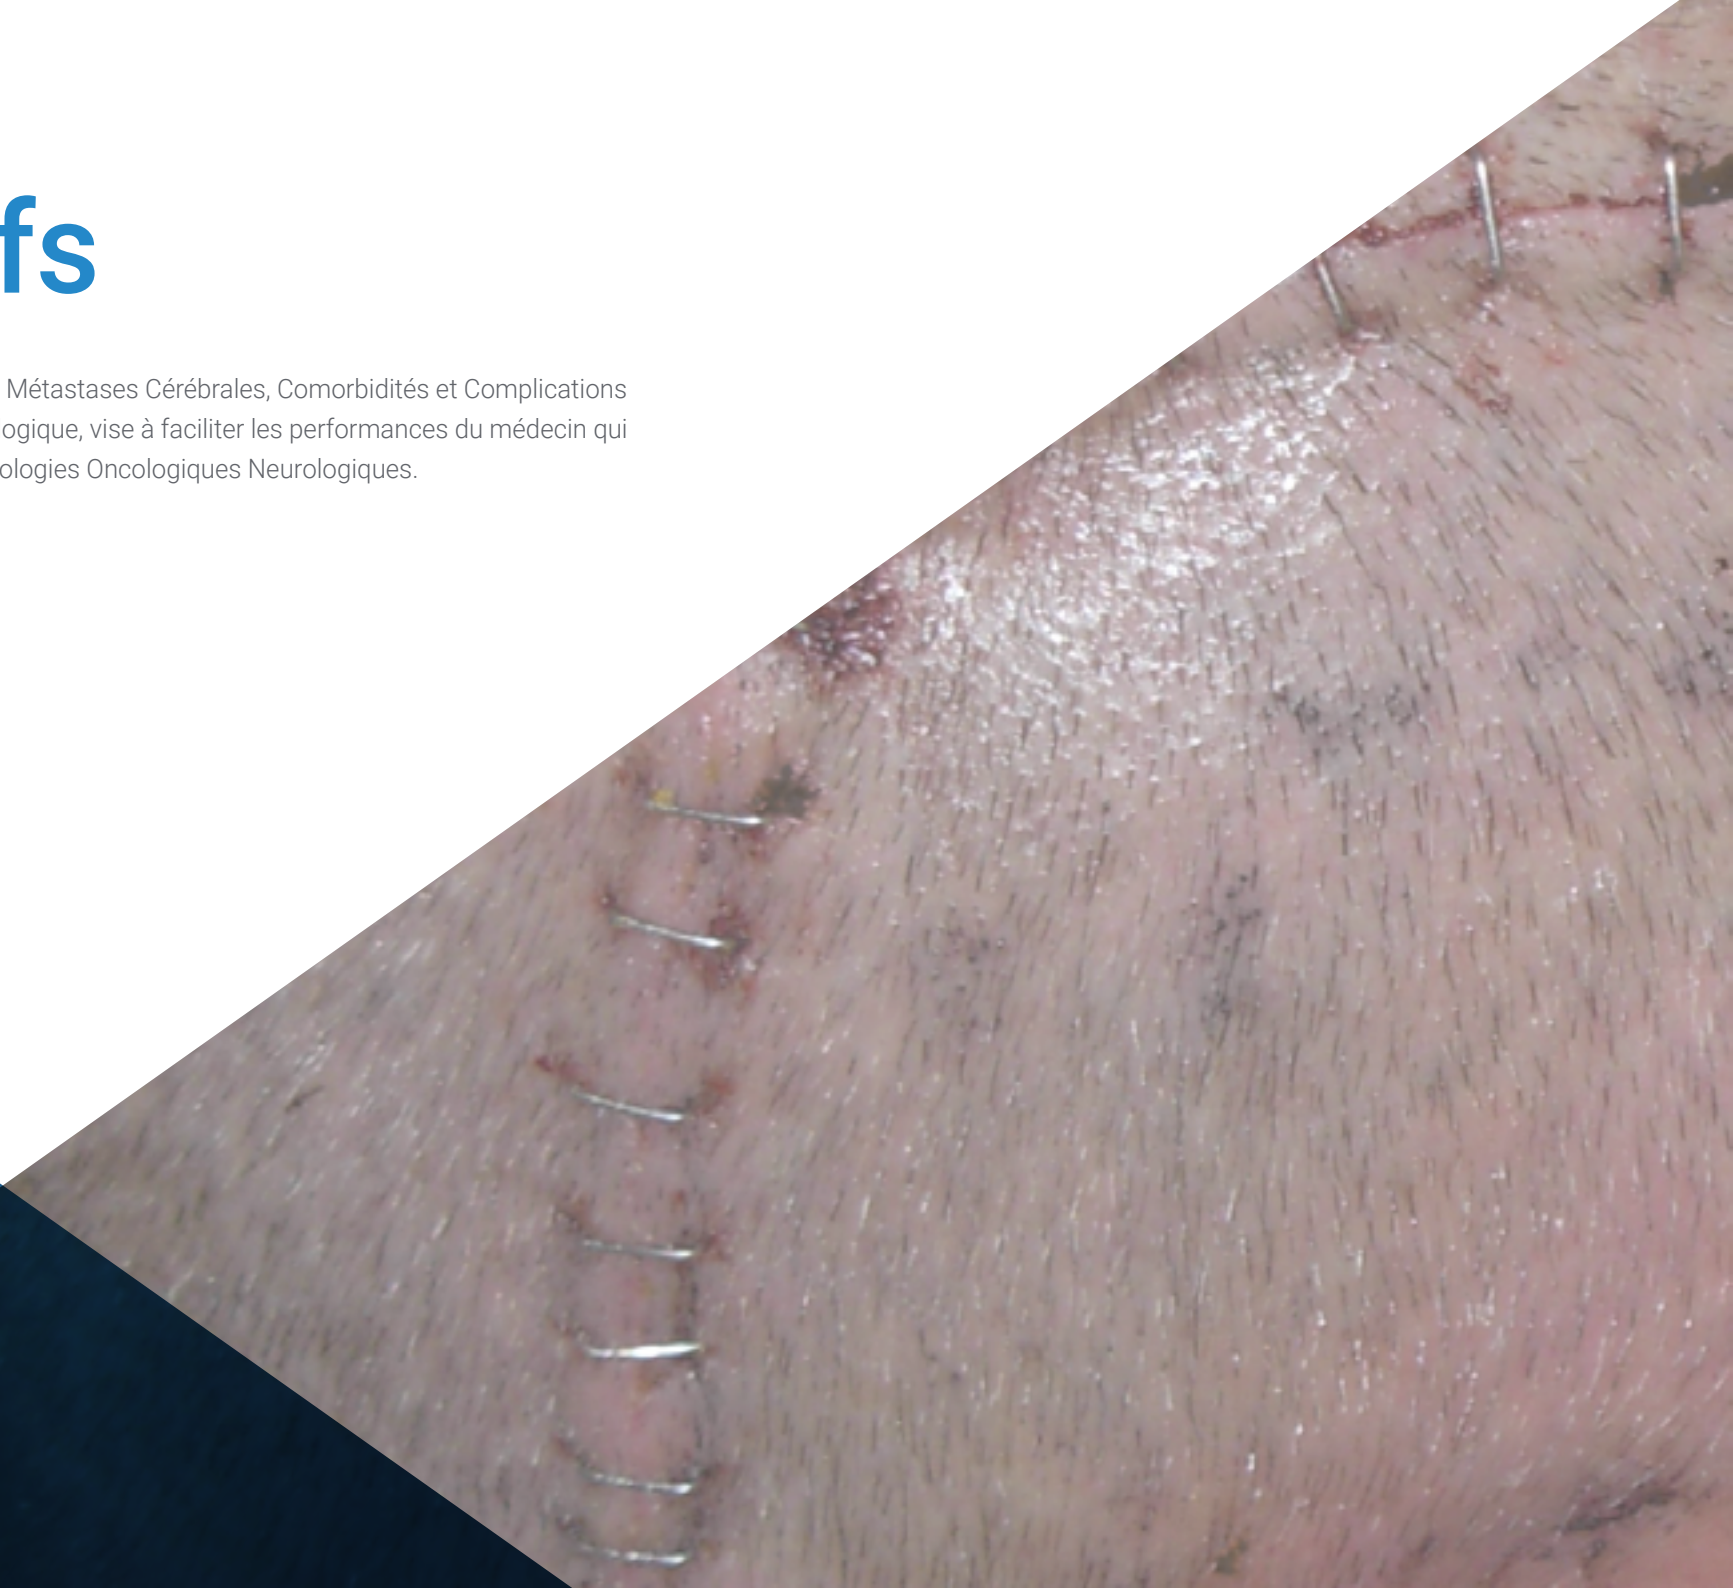 fs
Métastases Cérébrales, Comorbidités et Complications
ogique, vise à faciliter les performances du médecin qui
ologies Oncologiques Neurologiques.